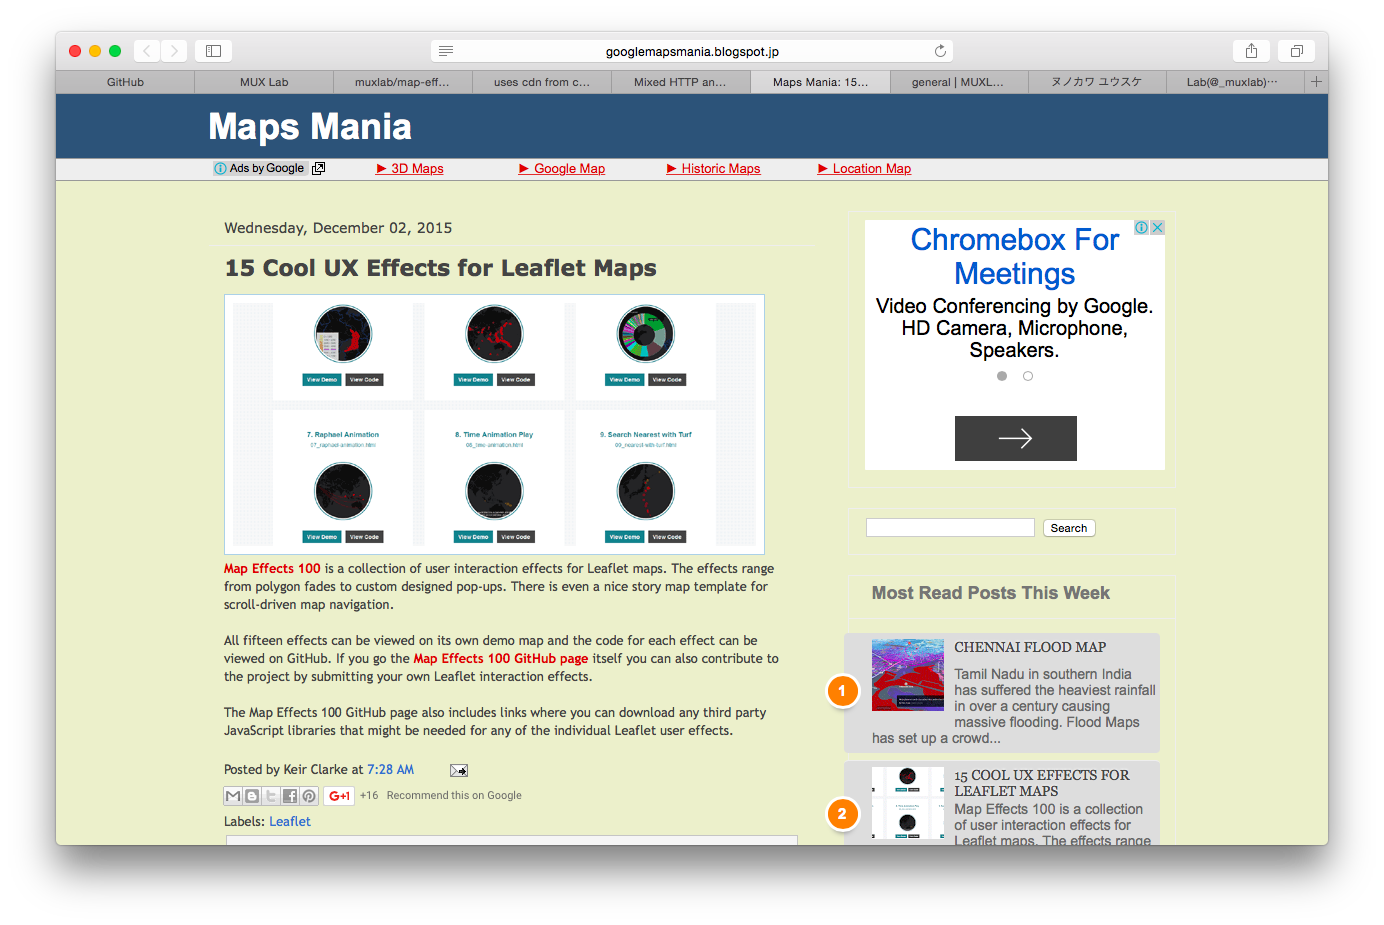 googlemapsmania.blogspot.jp
GitHub
MUX Lab
muxlab/map-eff...
uses cdn from c...
Mixed HTTP an...
Maps Mania: 15...
general | MUXL...
ヌノカワ ユウスケ
Lab(@_muxlab)…
Maps Mania
Ads by Google
► 3D Maps
► Google Map
► Historic Maps
► Location Map
Wednesday, December 02, 2015
15 Cool UX Effects for Leaflet Maps
View Demo View Code
View Demo View Code
View Demo View Code
7. Raphael Animation
07_raphael-animation.html
8. Time Animation Play
08_time-animation.html
9. Search Nearest with Turf
09_nearest-with-turf.html
View Demo View Code
View Demo View Code
View Demo View Code
Map Effects 100 is a collection of user interaction effects for Leaflet maps. The effects range
from polygon fades to custom designed pop-ups. There is even a nice story map template for
scroll-driven map navigation.
All fifteen effects can be viewed on its own demo map and the code for each effect can be
viewed on GitHub. If you go the Map Effects 100 GitHub page itself you can also contribute to
the project by submitting your own Leaflet interaction effects.
The Map Effects 100 GitHub page also includes links where you can download any third party
JavaScript libraries that might be needed for any of the individual Leaflet user effects.
Posted by Keir Clarke at 7:28 AM
G+1 +16 Recommend this on Google
Labels: Leaflet
Chromebox For
Meetings
Video Conferencing by Google.
HD Camera, Microphone,
Speakers.
Search
Most Read Posts This Week
1
CHENNAI FLOOD MAP
Tamil Nadu in southern India
has suffered the heaviest rainfall
in over a century causing
massive flooding. Flood Maps
has set up a crowd...
2
15 COOL UX EFFECTS FOR
LEAFLET MAPS
Map Effects 100 is a collection
of user interaction effects for
Leaflet maps. The effects range